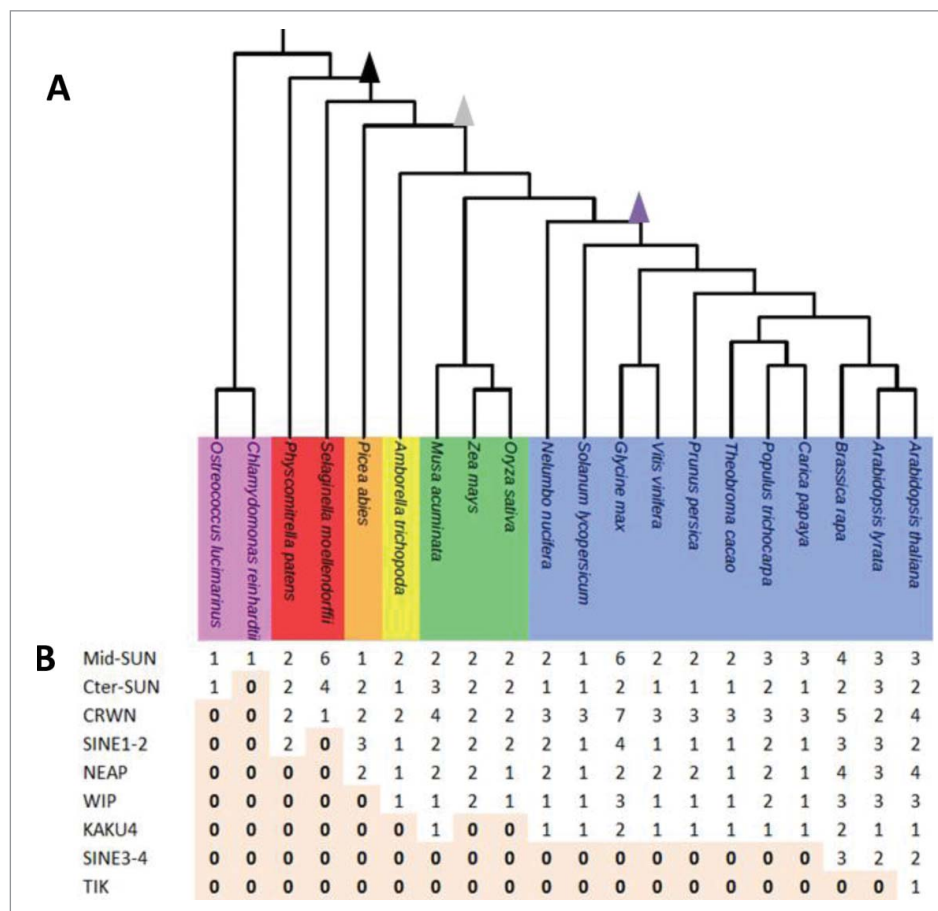 A
Ostreococcus lucimarinus
Chlamydomonas reinhardtii
Physcomitrella patens
Selaginella moellendorffii
Picea abies
Amborella trichopoda
Musa acuminata
Zea mays
Oryza sativa
Nelumbo nucifera
Solanum lycopersicum
Glycine max
Vitis vinifera
Prunus persica
Theobroma cacao
Populus trichocarpa
Carica papaya
Brassica rapa
Arabidopsis lyrata
Arabidopsis thaliana
B
Mid-SUN 1 1 2 6 1 2 2 2 2 2 1 6 2 2 2 3 3 4 3 3
Cter-SUN 1 0 2 4 2 1 3 2 2 1 1 2 1 1 1 2 1 2 3 2
CRWN 0 0 2 1 2 2 4 2 2 3 3 7 3 3 3 3 3 5 2 4
SINE1-2 0 0 2 0 3 1 2 2 2 2 1 4 1 1 1 2 1 3 3 2
NEAP 0 0 0 0 2 1 2 2 1 2 1 2 2 2 1 2 1 4 3 4
WIP 0 0 0 0 0 1 1 2 1 1 1 3 1 1 1 2 1 3 3 3
KAKU4 0 0 0 0 0 0 1 0 0 1 1 2 1 1 1 1 1 2 1 1
SINE3-4 0 0 0 0 0 0 0 0 0 0 0 0 0 0 0 0 0 3 2 2
TIK 0 0 0 0 0 0 0 0 0 0 0 0 0 0 0 0 0 0 0 1